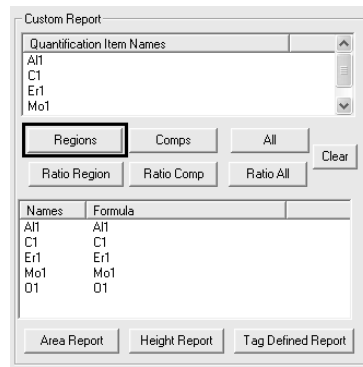 Custom Report
Quantification Item Names
Al1
C1
Er1
Mo1
Regions Comps All
Clear
Ratio Region Ratio Comp Ratio All
Names Formula
Al1 Al1
C1 C1
Er1 Er1
Mo1 Mo1
O1 O1
Area Report Height Report Tag Defined Report